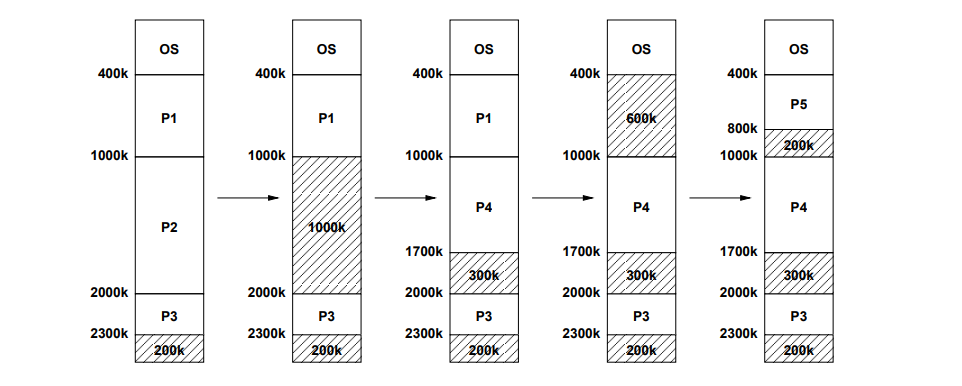 OS OS OS OS OS
400k 400k 400k 400k 400k
P1 P1 P1 600k P5
800k
200k
1000k 1000k 1000k 1000k 1000k
P2 1000k P4 P4 P4
1700k 1700k 1700k
300k 300k 300k
2000k 2000k 2000k 2000k 2000k
P3 P3 P3 P3 P3
2300k 2300k 2300k 2300k 2300k
200k 200k 200k 200k 200k